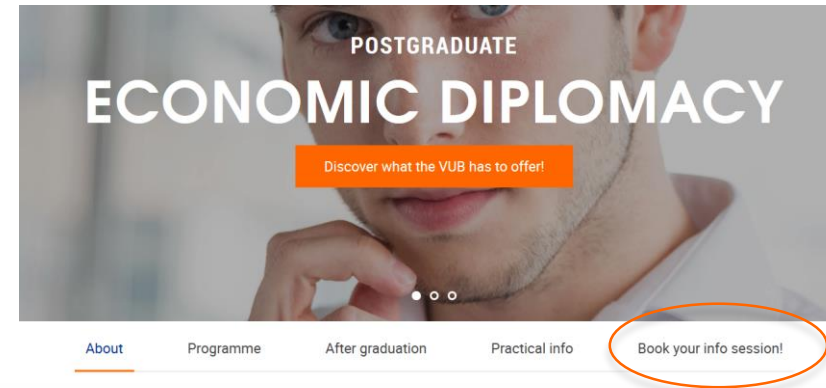 POSTGRADUATE
ECONOMIC DIPLOMACY
Discover what the VUB has to offer!
About
Programme
After graduation
Practical info
Book your info session!